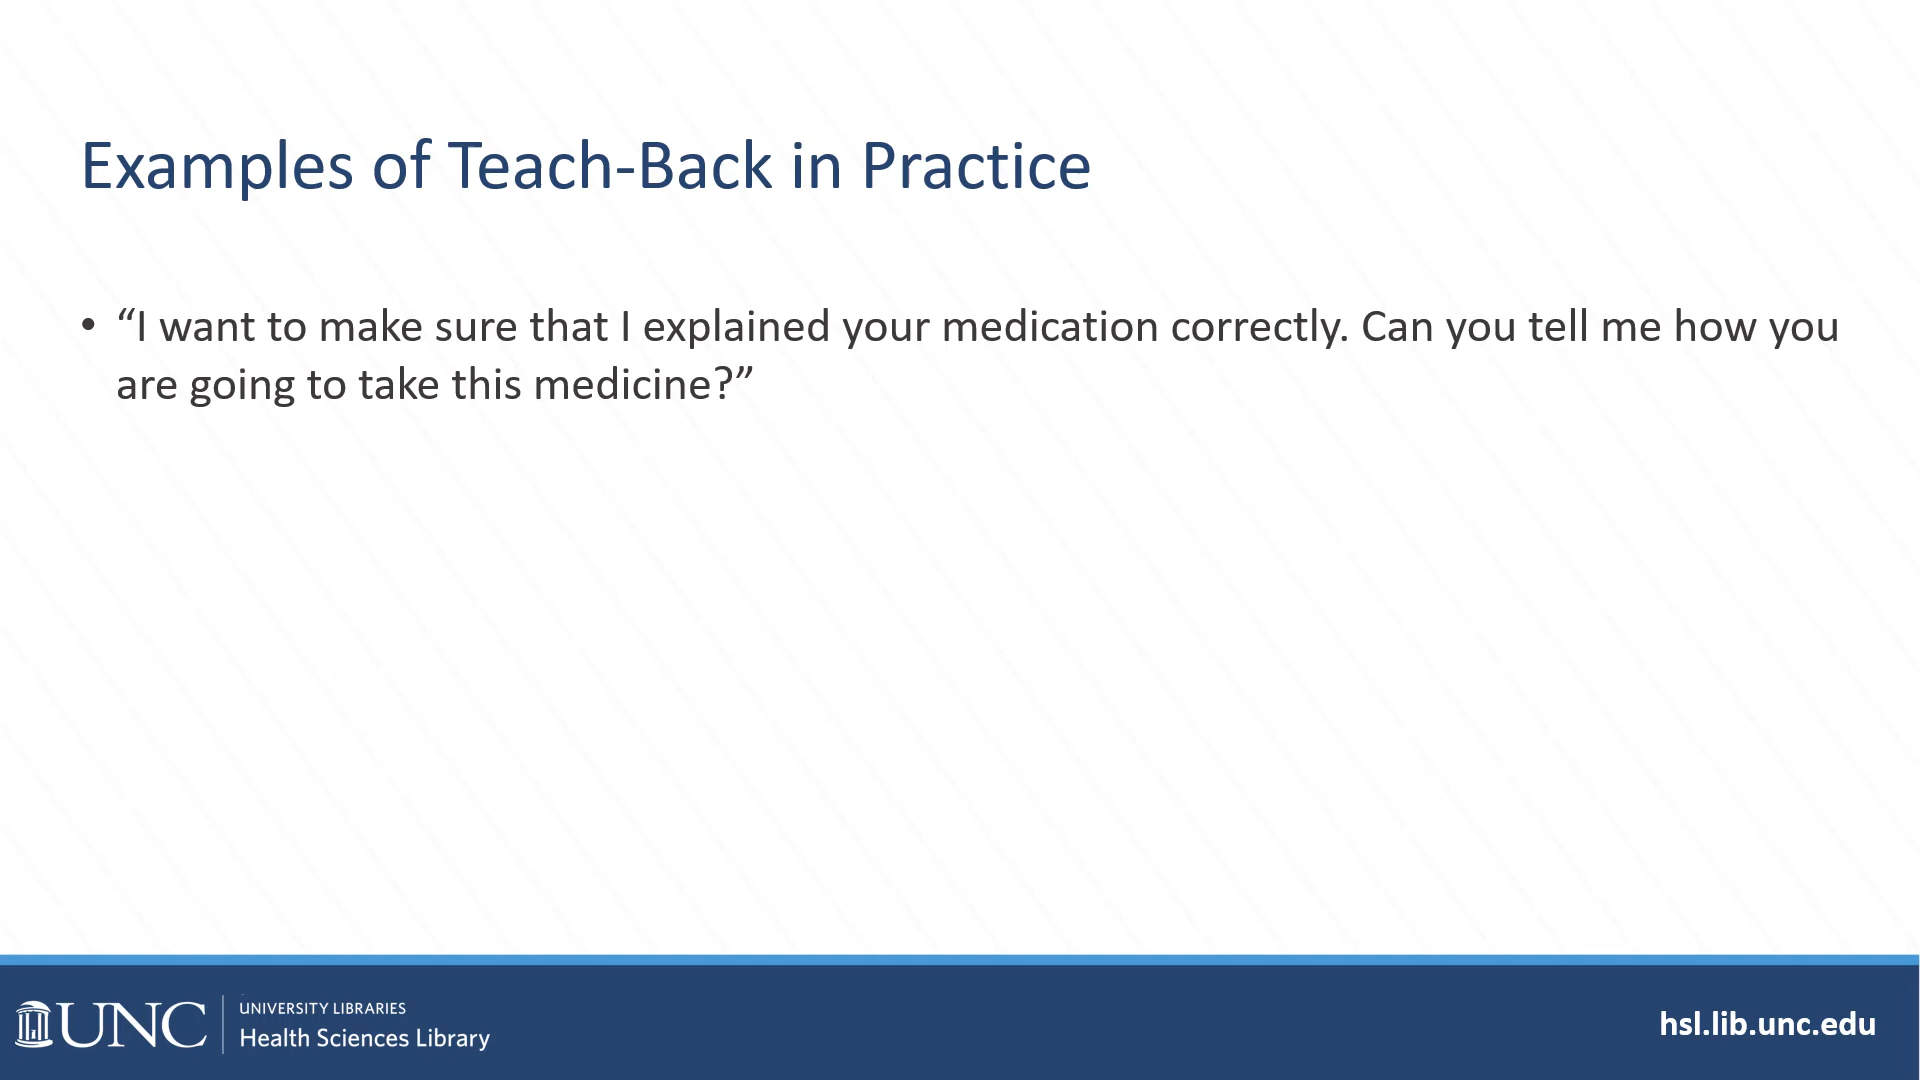 Examples of Teach-Back in Practice
• “I want to make sure that I explained your medication correctly. Can you tell me how you
are going to take this medicine?”
UNC
UNIVERSITY LIBRARIES
Health Sciences Library
hsl.lib.unc.edu